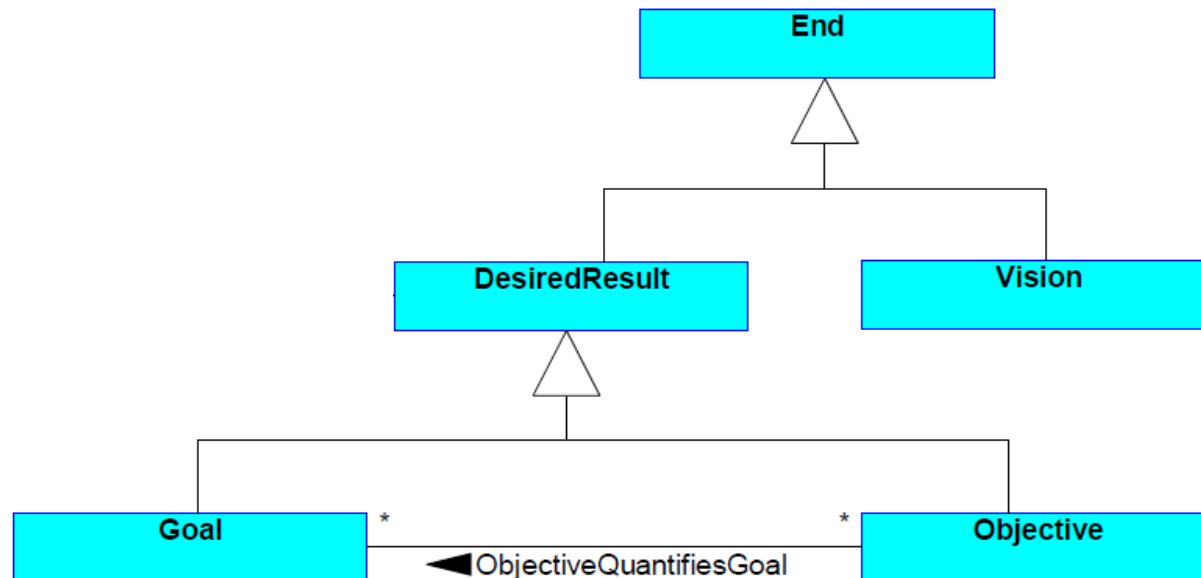 End
DesiredResult
Vision
Goal
*
*
Objective
ObjectiveQuantifiesGoal